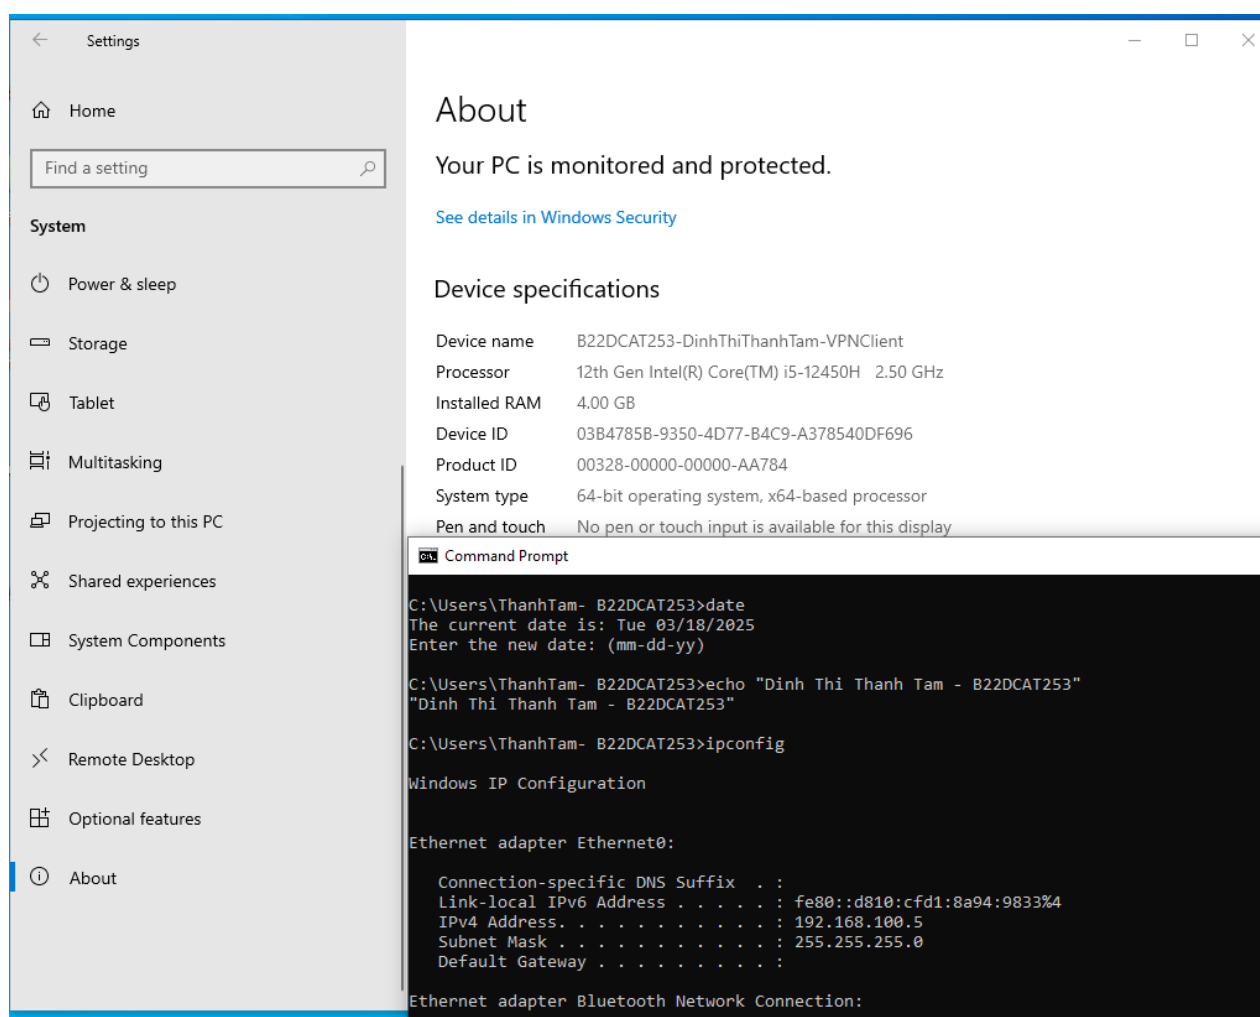 Settings
Home
Find a setting
System
Power & sleep
Storage
Tablet
Multitasking
Projecting to this PC
Shared experiences
System Components
Clipboard
Remote Desktop
Optional features
About
About
Your PC is monitored and protected.
See details in Windows Security
Device specifications
Device name B22DCAT253-DinhThiThanhTam-VPNClient
Processor 12th Gen Intel(R) Core(TM) i5-12450H 2.50 GHz
Installed RAM 4.00 GB
Device ID 03B4785B-9350-4D77-B4C9-A378540DF696
Product ID 00328-00000-00000-AA784
System type 64-bit operating system, x64-based processor
Pen and touch No pen or touch input is available for this display
Command Prompt
C:\Users\ThanhTam- B22DCAT253>date
The current date is: Tue 03/18/2025
Enter the new date: (mm-dd-yy)
C:\Users\ThanhTam- B22DCAT253>echo "Dinh Thi Thanh Tam - B22DCAT253"
"Dinh Thi Thanh Tam - B22DCAT253"
C:\Users\ThanhTam- B22DCAT253>ipconfig
Windows IP Configuration
Ethernet adapter Ethernet0:
Connection-specific DNS Suffix . :
Link-local IPv6 Address . . . . . : fe80::d810:cfd1:8a94:9833%4
IPv4 Address. . . . . . . . . . . : 192.168.100.5
Subnet Mask . . . . . . . . . . . : 255.255.255.0
Default Gateway . . . . . . . . . :
Ethernet adapter Bluetooth Network Connection: